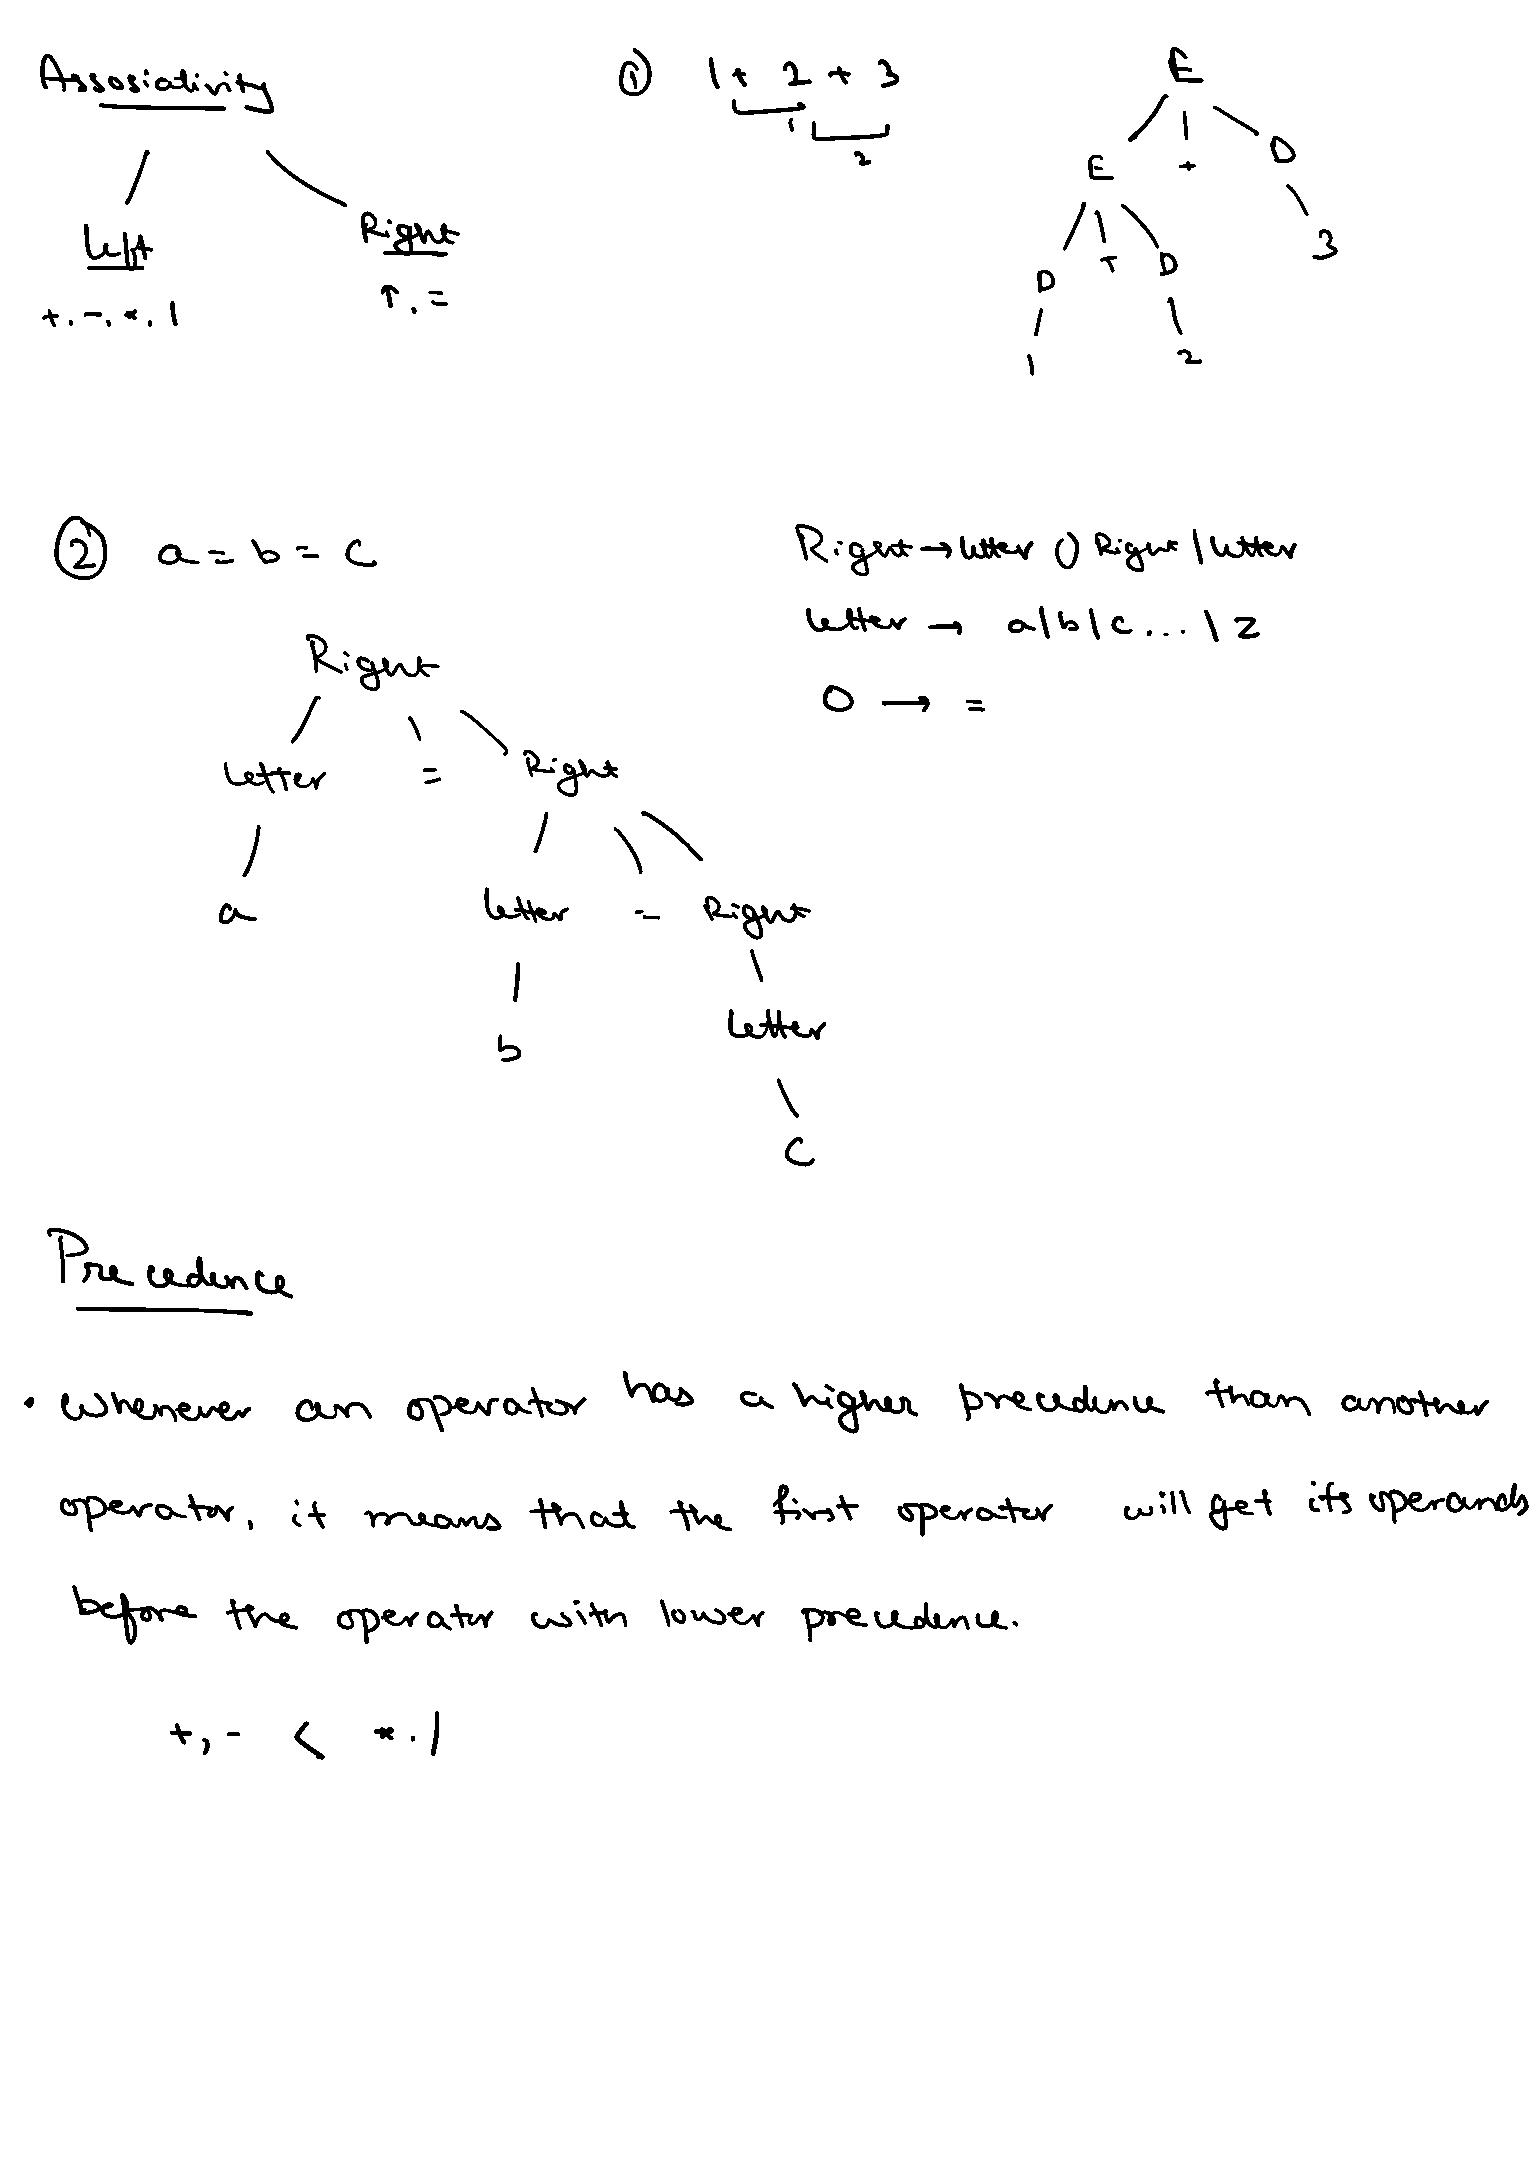 Assosiativity
Left Right
+, -, *, / ↑, =
① 1 + 2 + 3
1
2
E
E + D
D + D 3
1 2
② a = b = c
Right → letter O Right | letter
letter → a | b | c ... | z
O → =
Right
letter = Right
a letter = Right
b letter
c
Precedence
• Whenever an operator has a higher precedence than another
operator, it means that the first operator will get its operands
before the operator with lower precedence.
+, - < *, /